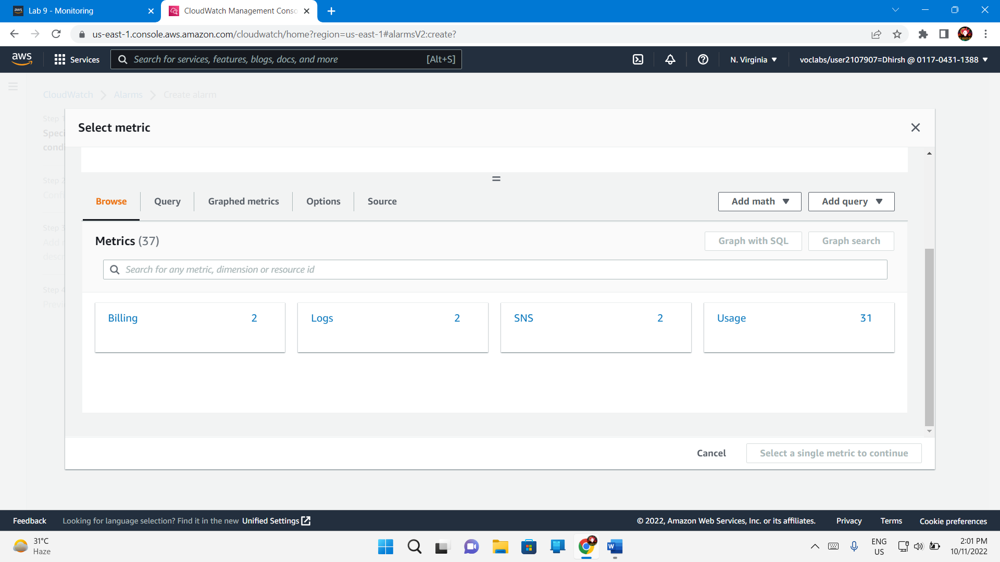 aws Lab 9 - Monitoring
CloudWatch Management Conso
us-east-1.console.aws.amazon.com/cloudwatch/home?region=us-east-1#alarmsV2:create?
aws Services Search for services, features, blogs, docs, and more [Alt+S] N. Virginia voclabs/user2107907=Dhirsh @ 0117-0431-1388
CloudWatch Alarms Create alarm
Step 1
Speci
condi
Step 2
Conf
Step 3
Add
descr
Step 4
Previ
Select metric
Browse Query Graphed metrics Options Source Add math Add query
Metrics (37) Graph with SQL Graph search
Search for any metric, dimension or resource id
Billing 2 Logs 2 SNS 2 Usage 31
Cancel Select a single metric to continue
Feedback Looking for language selection? Find it in the new Unified Settings © 2022, Amazon Web Services, Inc. or its affiliates. Privacy Terms Cookie preferences
31°C
Haze
W
ENG
US
2:01 PM
10/11/2022